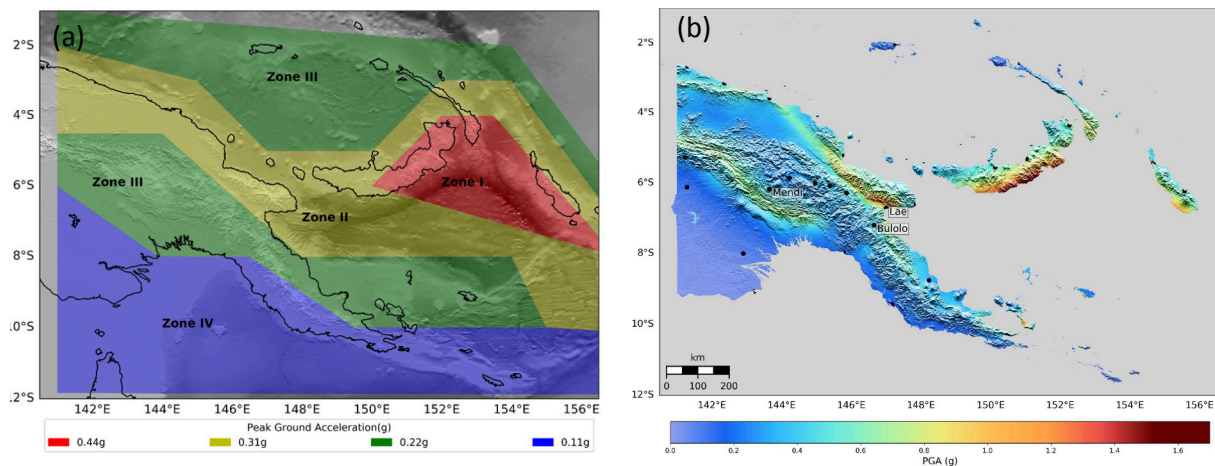 (a)
2°S
4°S
6°S
8°S
10°S
12°S
Zone III
Zone III
Zone I
Zone II
Zone IV
142°E 144°E 146°E 148°E 150°E 152°E 154°E 156°E
Peak Ground Acceleration(g)
0.44g 0.31g 0.22g 0.11g
(b)
2°S
4°S
6°S
8°S
10°S
12°S
Mendi
Lae
Bulolo
km
0 100 200
142°E 144°E 146°E 148°E 150°E 152°E 154°E 156°E
0.0 0.2 0.4 0.6 0.8 1.0 1.2 1.4 1.6
PGA (g)